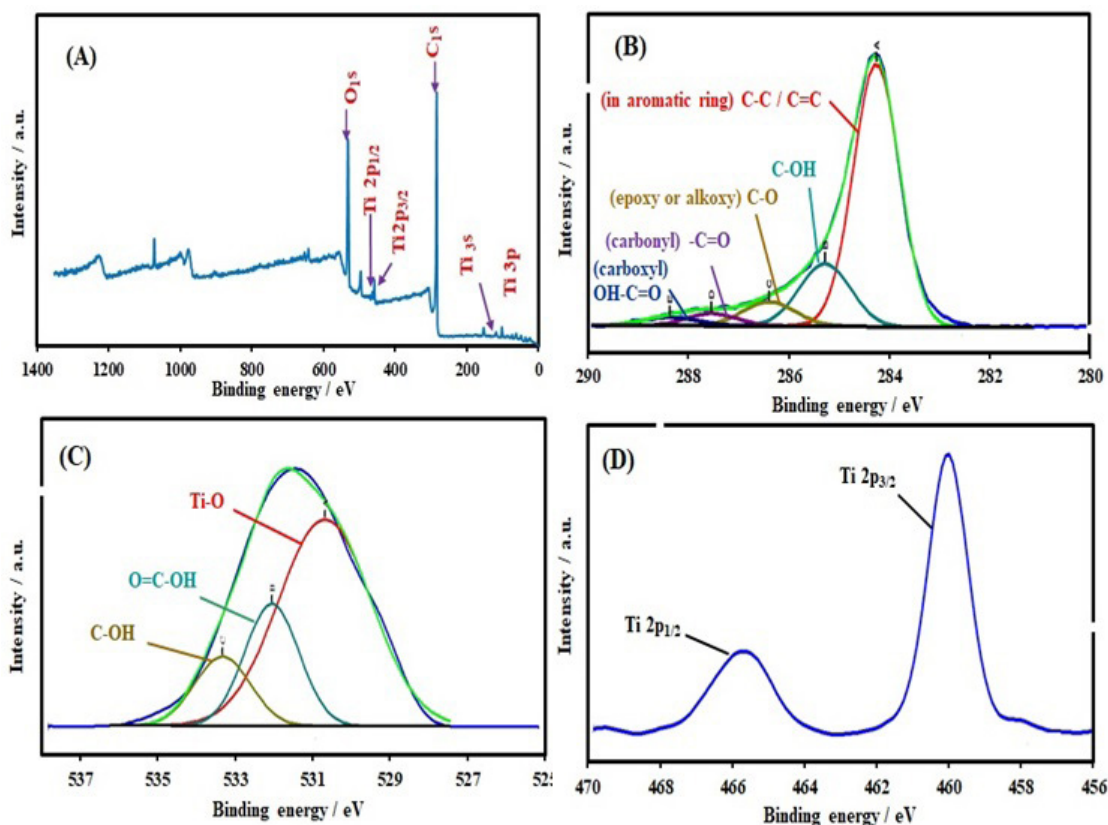 (A)
Intensity / a.u.
O1s
Ti 2p1/2
Ti 2p3/2
C1s
Ti 3s
Ti 3p
1400 1200 1000 800 600 400 200 0
Binding energy / eV
(B)
Intensity / a.u.
A
(in aromatic ring) C-C / C=C
C-OH
(epoxy or alkoxy) C-O
(carbonyl) -C=O
(carboxyl)
OH-C=O
E D C B
290 288 286 284 282 280
Binding energy / eV
(C)
Intensity / a.u.
Ti-O
A
O=C-OH
B
C-OH
C
537 535 533 531 529 525
Binding energy / eV
(D)
Intensity / a.u.
Ti 2p3/2
Ti 2p1/2
470 468 466 464 462 460 458 456
Binding energy / eV